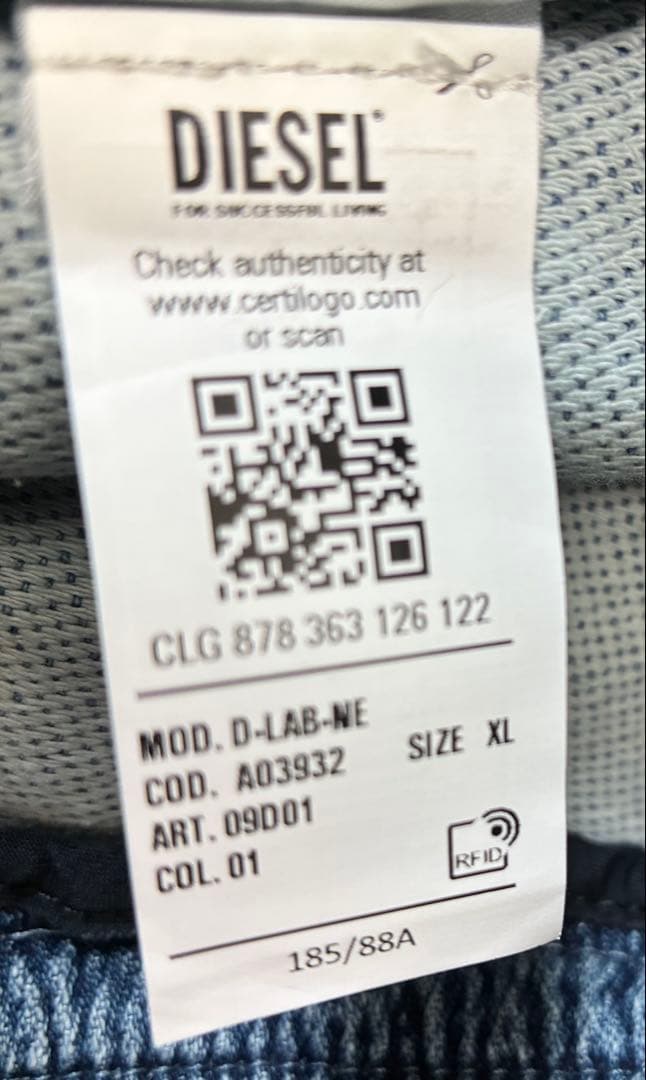 DIESEL
FOR SUCCESSFUL LIVING
Check authenticity at
www.certilogo.com
or scan
CLG 878 363 126 122
MOD. D-LAB-NE
SIZE XL
COD. A03932
ART. 09D01
COL. 01
RFID
185/88A